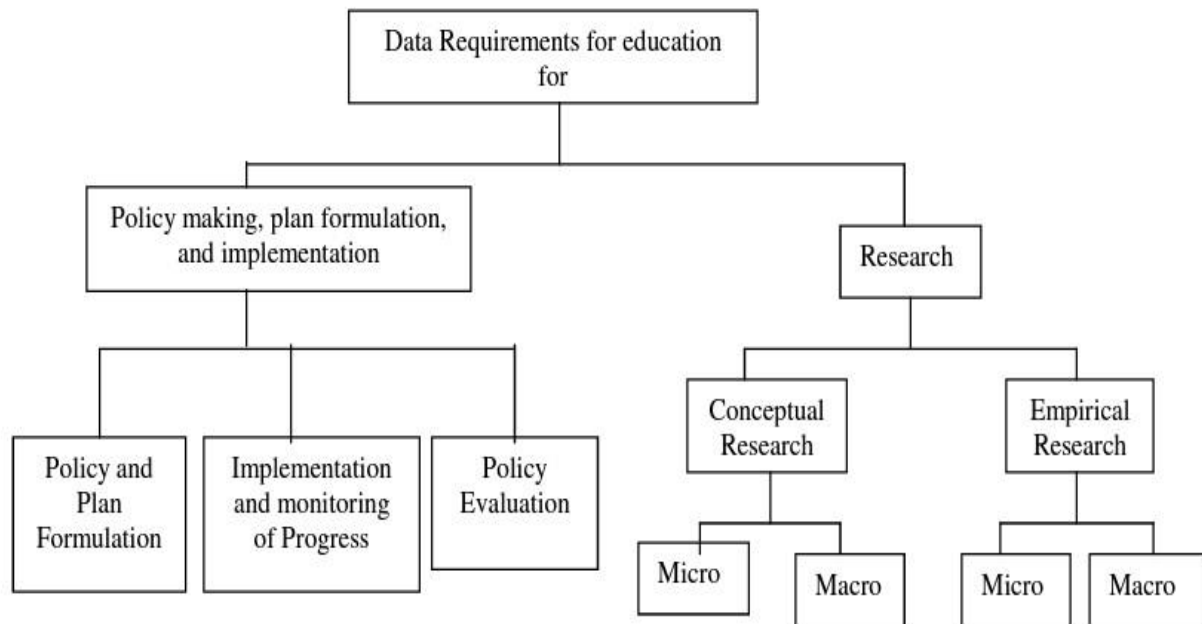 Data Requirements for education
for
Policy making, plan formulation,
and implementation
Research
Policy and
Plan
Formulation
Implementation
and monitoring
of Progress
Policy
Evaluation
Conceptual
Research
Empirical
Research
Micro
Macro
Micro
Macro